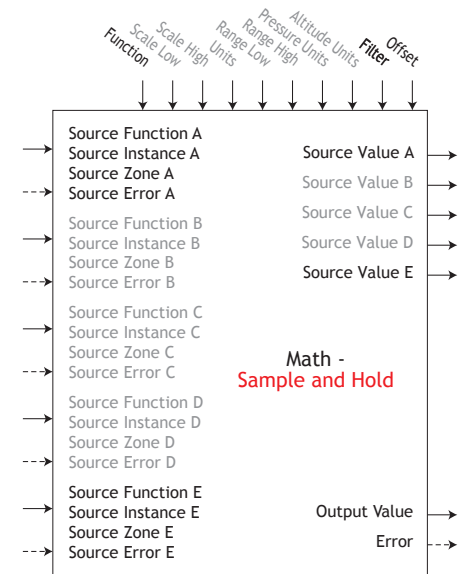 Function
Scale Low
Scale High
Units
Range Low
Range High
Pressure Units
Altitude Units
Filter
Offset
Source Function A
Source Instance A
Source Zone A
Source Error A
Source Function B
Source Instance B
Source Zone B
Source Error B
Source Function C
Source Instance C
Source Zone C
Source Error C
Source Function D
Source Instance D
Source Zone D
Source Error D
Source Function E
Source Instance E
Source Zone E
Source Error E
Source Value A
Source Value B
Source Value C
Source Value D
Source Value E
Math -
Sample and Hold
Output Value
Error